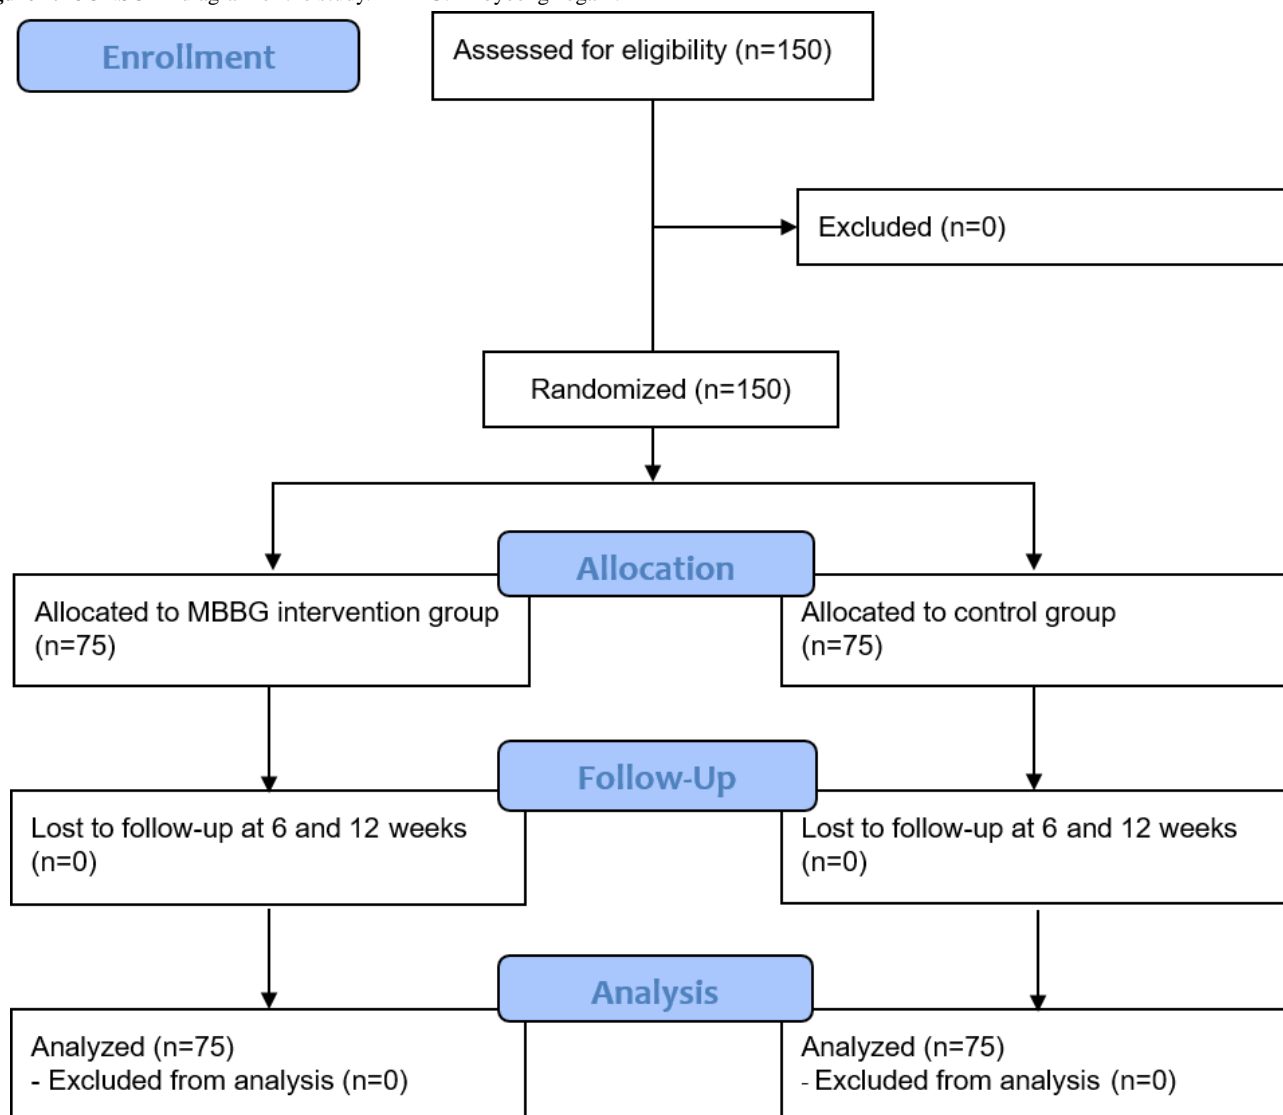 Enrollment
Assessed for eligibility (n=150)
Excluded (n=0)
Randomized (n=150)
Allocation
Allocated to MBBG intervention group
(n=75)
Allocated to control group
(n=75)
Follow-Up
Lost to follow-up at 6 and 12 weeks
(n=0)
Lost to follow-up at 6 and 12 weeks
(n=0)
Analysis
Analyzed (n=75)
- Excluded from analysis (n=0)
Analyzed (n=75)
- Excluded from analysis (n=0)